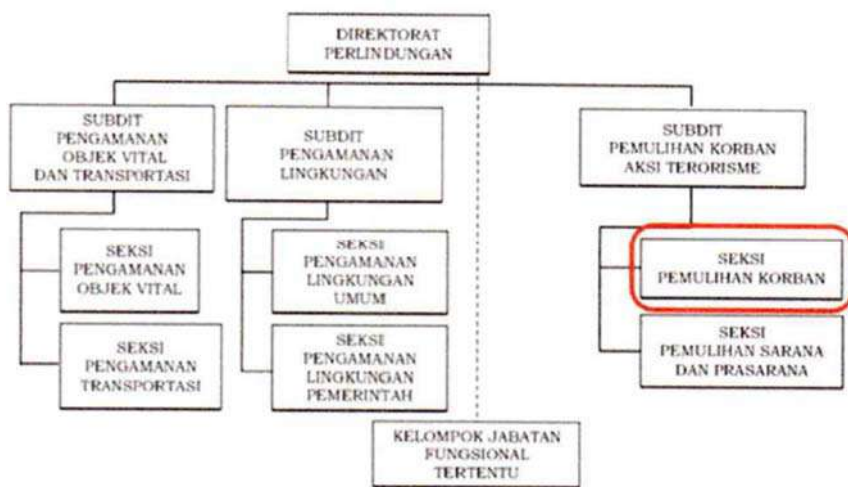 DIREKTORAT
PERLINDUNGAN
SUBDIT
PENGAMANAN
OBJEK VITAL
DAN TRANSPORTASI
SUBDIT
PENGAMANAN
LINGKUNGAN
SUBDIT
PEMULIHAN KORBAN
AKSI TERORISME
SEKSI
PENGAMANAN
OBJEK VITAL
SEKSI
PENGAMANAN
LINGKUNGAN
UMUM
SEKSI
PEMULIHAN KORBAN
SEKSI
PENGAMANAN
TRANSPORTASI
SEKSI
PENGAMANAN
LINGKUNGAN
PEMERINTAH
SEKSI
PEMULIHAN SARANA
DAN PRASARANA
KELOMPOK JABATAN
FUNGSIONAL
TERTENTU